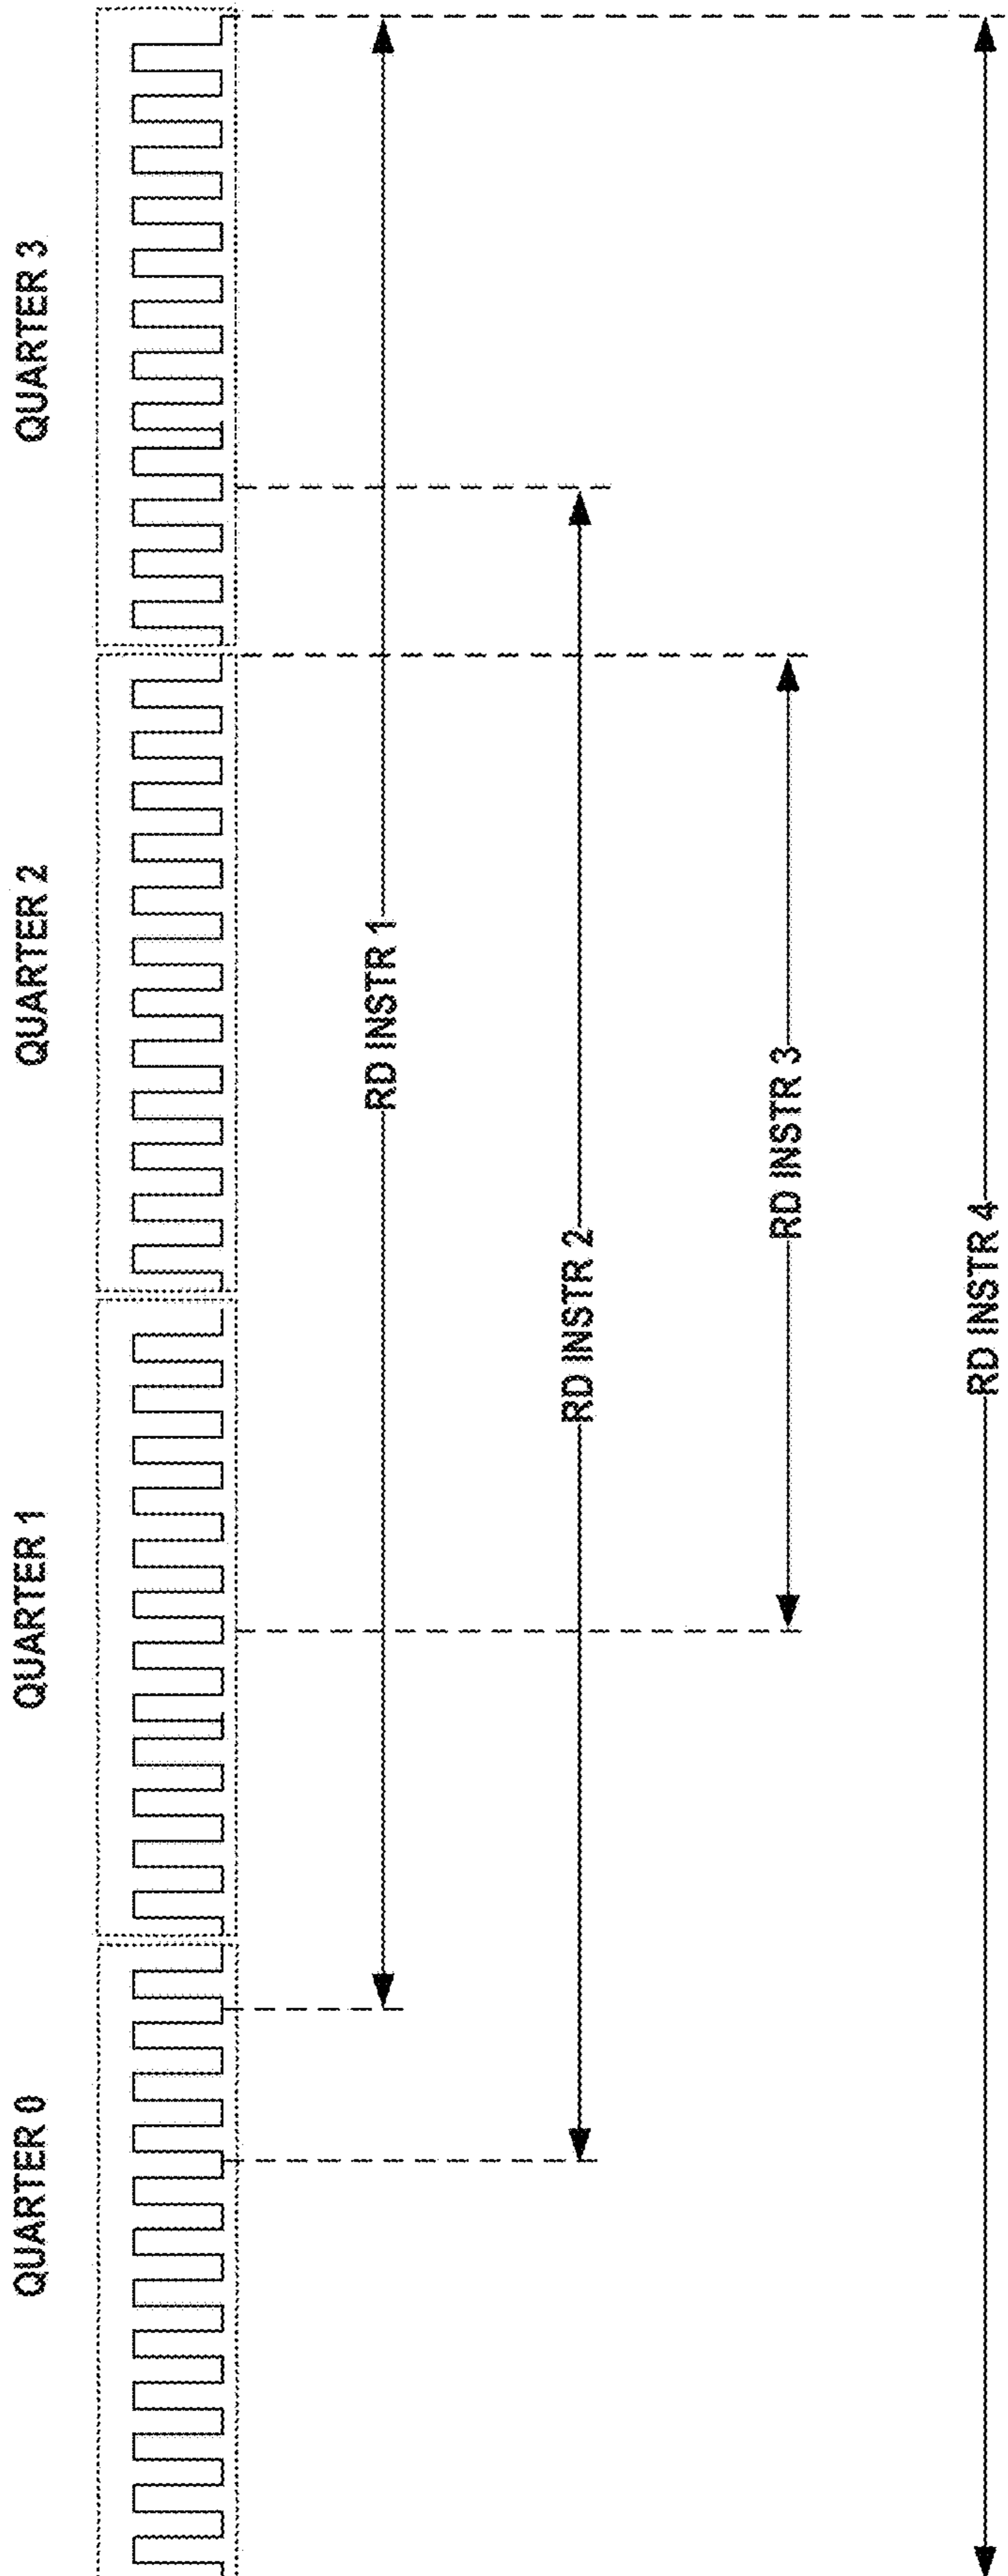 QUARTER 0
QUARTER 1
QUARTER 2
QUARTER 3
RD INSTR 1
RD INSTR 2
RD INSTR 3
RD INSTR 4